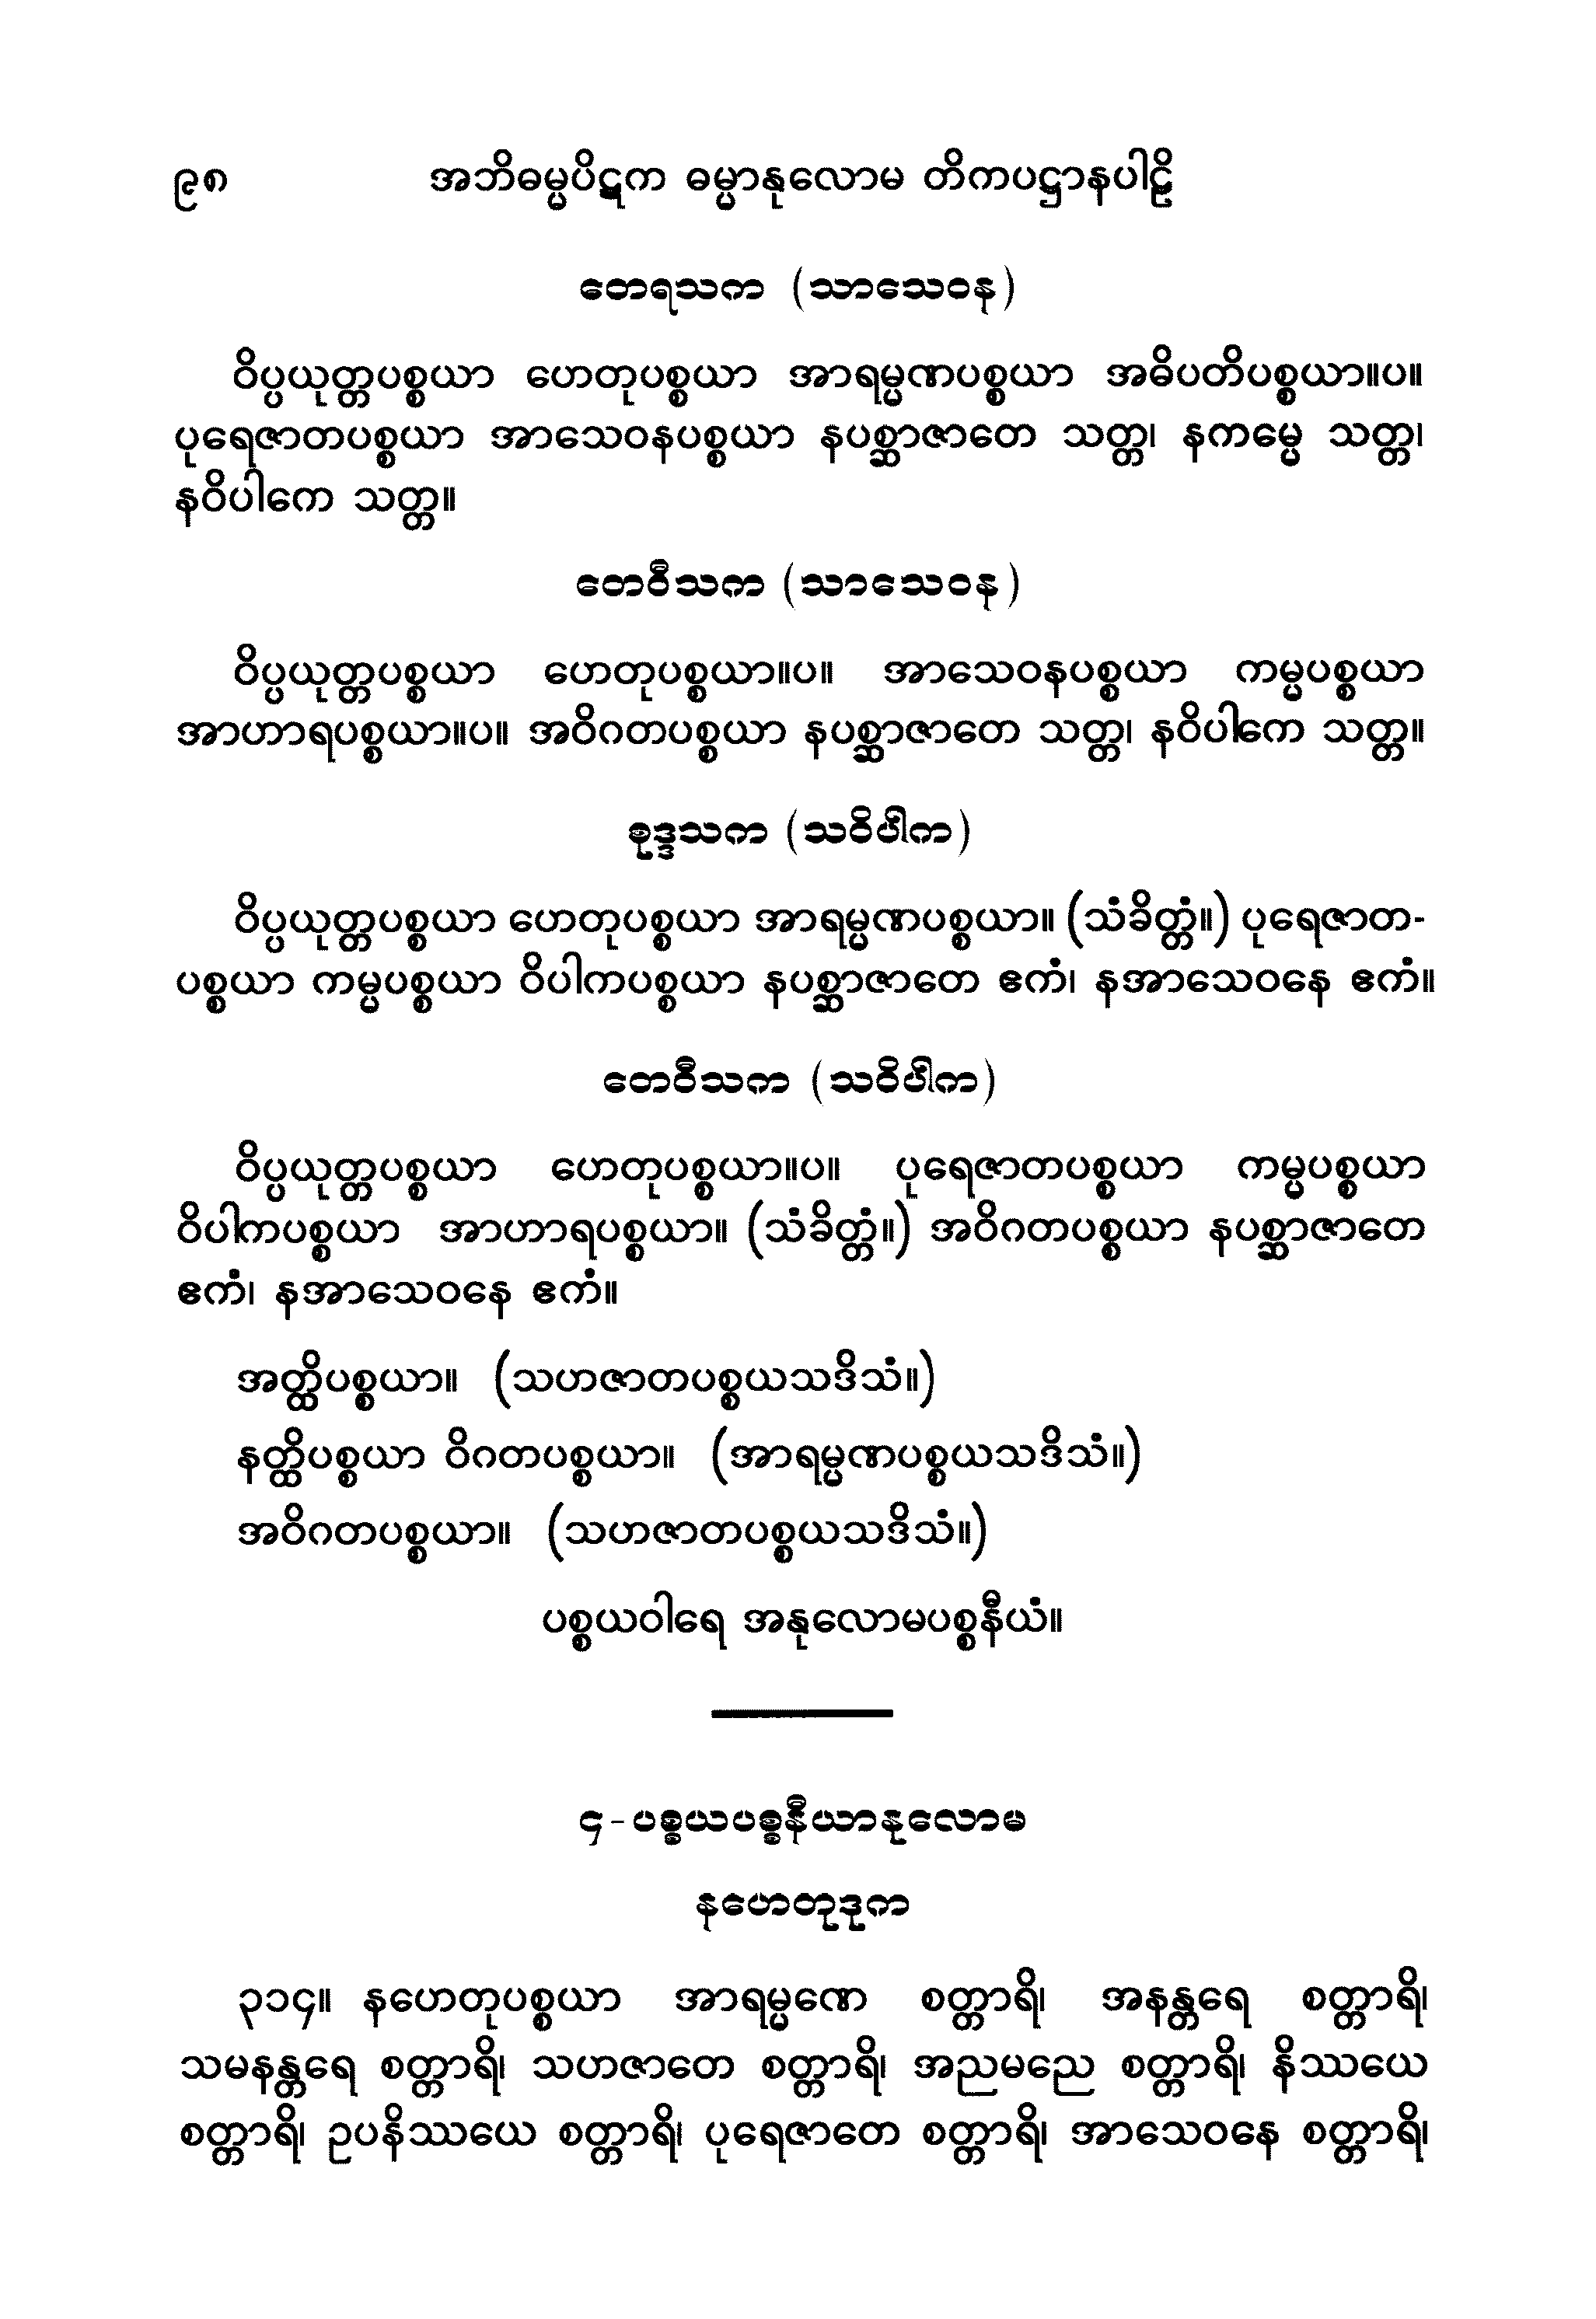 ၉၈ အဘိဓမ္မပိဋက ဓမ္မာနုလောမ တိကပဋ္ဌာနပါဠိ
တေရသက (သာသေဝန)
ဝိပ္ပယုတ္တပစ္စယာ ဟေတုပစ္စယာ အာရမ္မဏပစ္စယာ အဓိပတိပစ္စယာ။ပ။
ပုရေဇာတပစ္စယာ အာသေဝနပစ္စယာ နပစ္ဆာဇာတေ သတ္တ၊ နကမ္မေ သတ္တ၊
နဝိပါကေ သတ္တ။
တေဝီသက (သာသေဝန)
ဝိပ္ပယုတ္တပစ္စယာ ဟေတုပစ္စယာ။ပ။ အာသေဝနပစ္စယာ ကမ္မပစ္စယာ
အာဟာရပစ္စယာ။ပ။ အဝိဂတပစ္စယာ နပစ္ဆာဇာတေ သတ္တ၊ နဝိပါကေ သတ္တ။
စုဒ္ဒသက (သဝိပါက)
ဝိပ္ပယုတ္တပစ္စယာ ဟေတုပစ္စယာ အာရမ္မဏပစ္စယာ။ (သံခိတ္တံ။) ပုရေဇာတ-
ပစ္စယာ ကမ္မပစ္စယာ ဝိပါကပစ္စယာ နပစ္ဆာဇာတေ ဧကံ၊ နအာသေဝနေ ဧကံ။
တေဝီသက (သဝိပါက)
ဝိပ္ပယုတ္တပစ္စယာ ဟေတုပစ္စယာ။ပ။ ပုရေဇာတပစ္စယာ ကမ္မပစ္စယာ
ဝိပါကပစ္စယာ အာဟာရပစ္စယာ။ (သံခိတ္တံ။) အဝိဂတပစ္စယာ နပစ္ဆာဇာတေ
ဧကံ၊ နအာသေဝနေ ဧကံ။
အတ္ထိပစ္စယာ။ (သဟဇာတပစ္စယသဒိသံ။)
နတ္ထိပစ္စယာ ဝိဂတပစ္စယာ။ (အာရမ္မဏပစ္စယသဒိသံ။)
အဝိဂတပစ္စယာ။ (သဟဇာတပစ္စယသဒိသံ။)
ပစ္စယဝါရေ အနုလောမပစ္စနီယံ။
၄-ပစ္စယပစ္စနီယာနုလောမ
နဟေတုဒုက
၃၁၄။ နဟေတုပစ္စယာ အာရမ္မဏေ စတ္တာရိ၊ အနန္တရေ စတ္တာရိ၊
သမနန္တရေ စတ္တာရိ၊ သဟဇာတေ စတ္တာရိ၊ အညမညေ စတ္တာရိ၊ နိဿယေ
စတ္တာရိ၊ ဥပနိဿယေ စတ္တာရိ၊ ပုရေဇာတေ စတ္တာရိ၊ အာသေဝနေ စတ္တာရိ၊